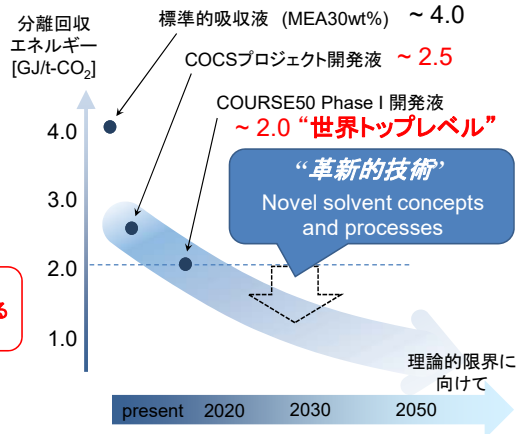 分離回収
エネルギー
[GJ/t-CO₂]
標準的吸収液 (MEA30wt%) ~ 4.0
COCSプロジェクト開発液 ~ 2.5
COURSE50 Phase I 開発液
~ 2.0 “世界トップレベル”
“革新的技術”
Novel solvent concepts
and processes
4.0
3.0
2.0
1.0
る
理論的限界に
向けて
present 2020 2030 2050